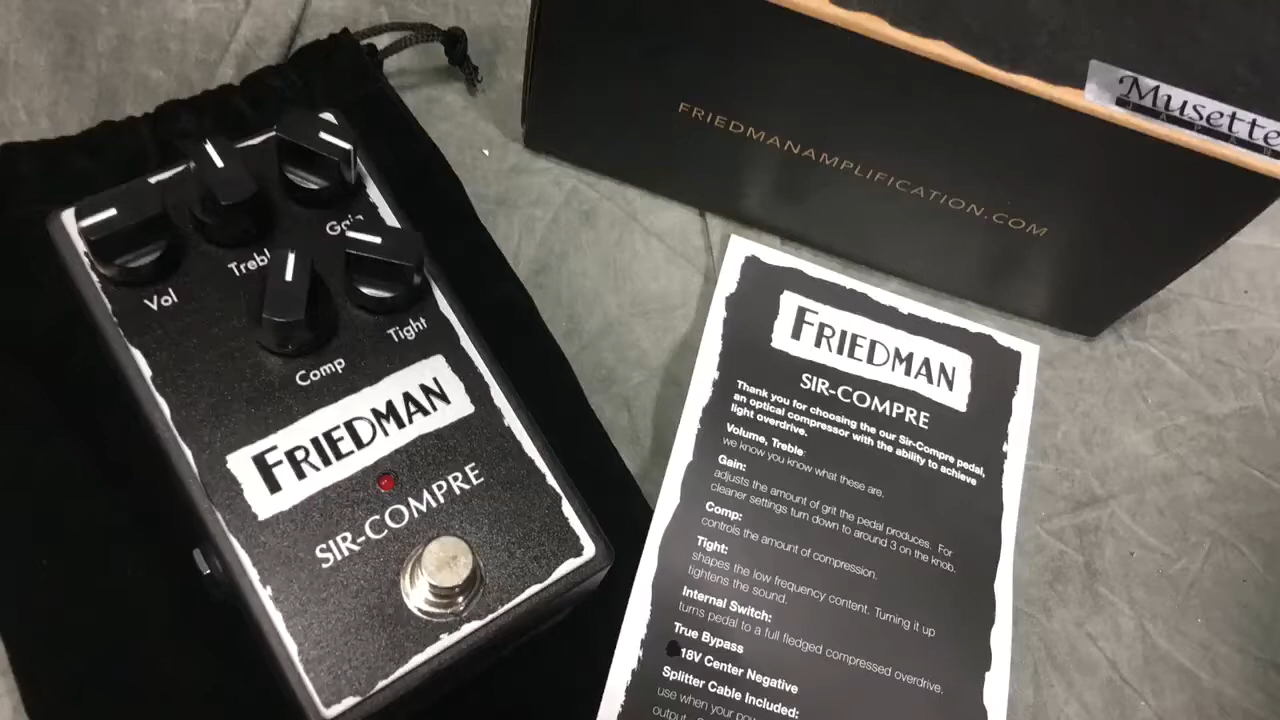 FRIEDMANAMPLIFICATION.COM
Musette
JAPAN
Gain
Treble
Vol
Tight
Comp
FRIEDMAN
SIR-COMPRE
FRIEDMAN
SIR-COMPRE
Thank you for choosing the our Sir-Compre pedal,
an optical compressor with the ability to achieve
light overdrive.
Volume, Treble:
we know you know what these are.
Gain:
adjusts the amount of grit the pedal produces. For
cleaner settings turn down to around 3 on the knob.
Comp:
controls the amount of compression.
Tight:
shapes the low frequency content. Turning it up
tightens the sound.
Internal Switch:
turns pedal to a full fledged compressed overdrive.
True Bypass
18V Center Negative
Splitter Cable Included:
use when your
output.